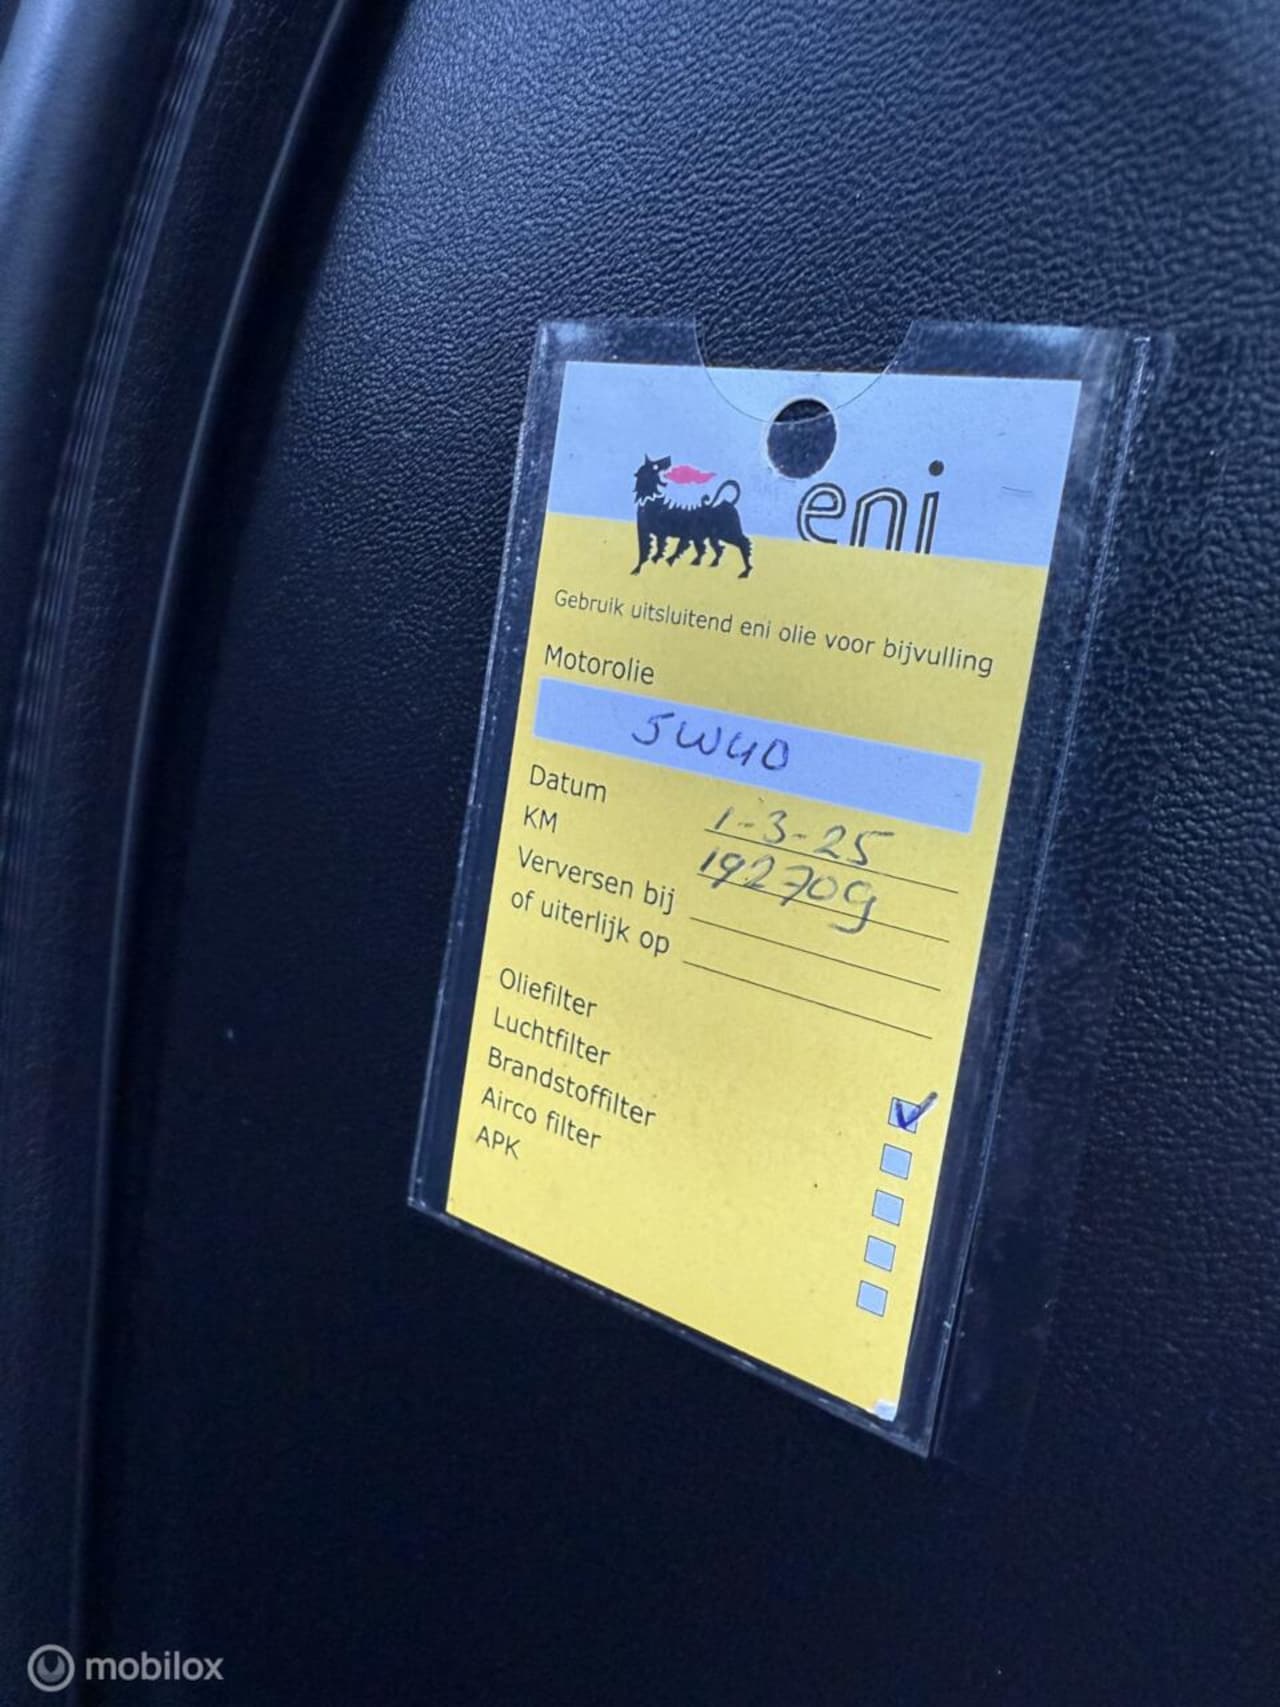 eni
Gebruik uitsluitend eni olie voor bijvulling
Motorolie
5W40
Datum 1-3-25
KM 192709
Verversen bij
of uiterlijk op
Oliefilter
Luchtfilter
Brandstoffilter
Airco filter
APK
mobilox